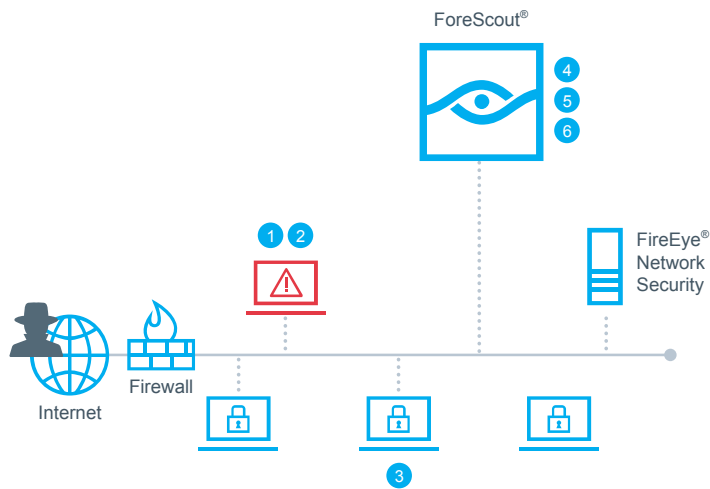 ForeScout®
4
5
6
1 2
FireEye®
Network
Security
Firewall
Internet
3